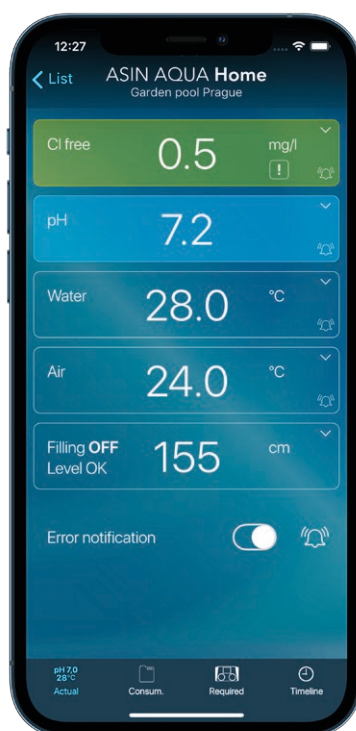 12:27
List
ASIN AQUA Home
Garden pool Prague
Cl free
0.5
mg/l
!
pH
7.2
Water
28.0
°C
Air
24.0
°C
Filling OFF
Level OK
155
cm
Error notification
pH 7,0
28°C
Actual
Consum.
Required
Timeline